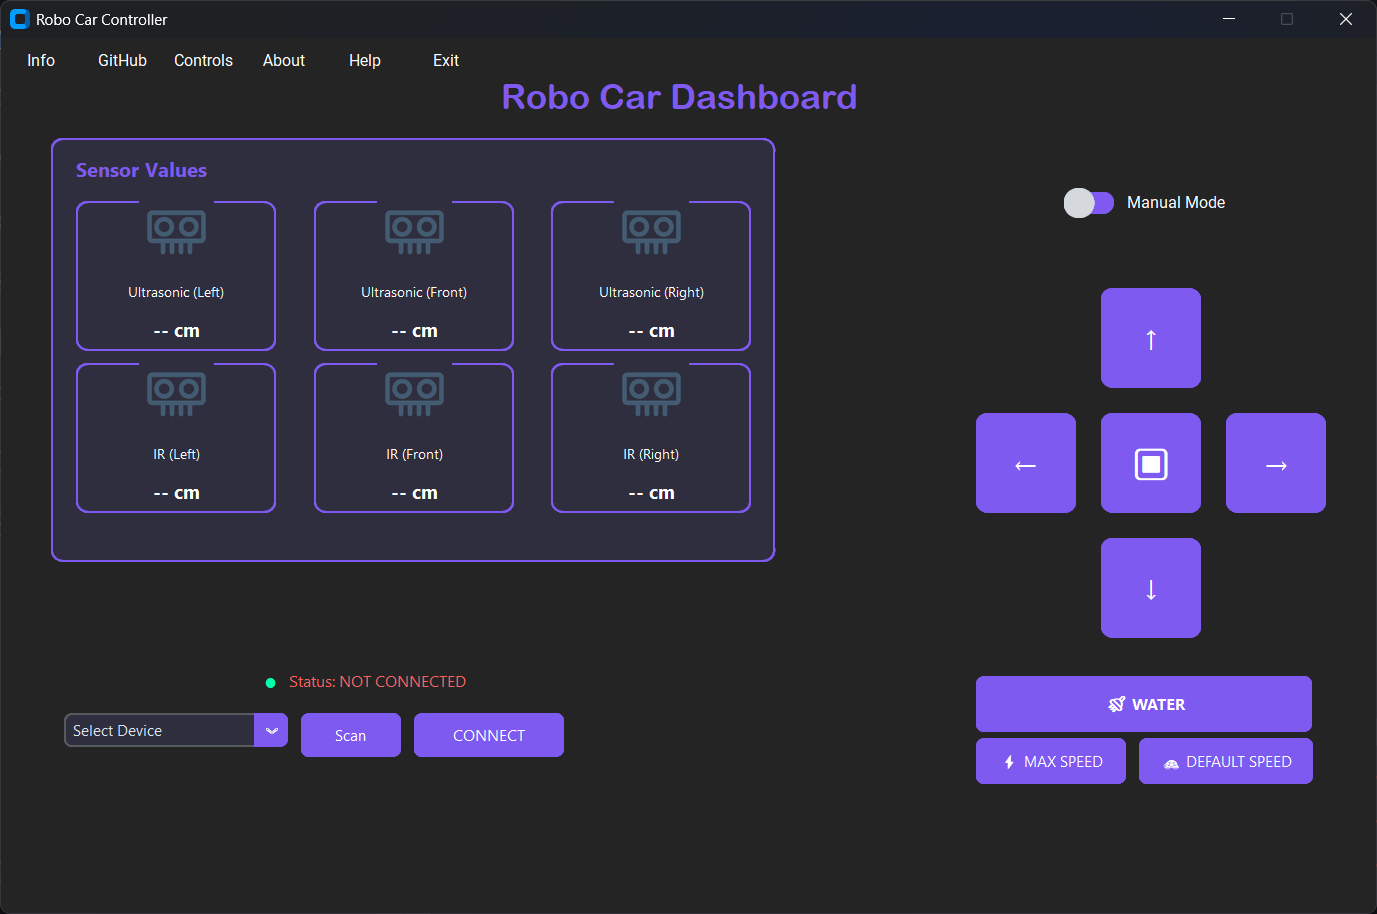 Robo Car Controller
Info GitHub Controls About Help Exit
Robo Car Dashboard
Sensor Values
Ultrasonic (Left)
-- cm
Ultrasonic (Front)
-- cm
Ultrasonic (Right)
-- cm
IR (Left)
-- cm
IR (Front)
-- cm
IR (Right)
-- cm
Manual Mode
↑
←
→
↓
Status: NOT CONNECTED
Select Device
Scan
CONNECT
WATER
MAX SPEED
DEFAULT SPEED